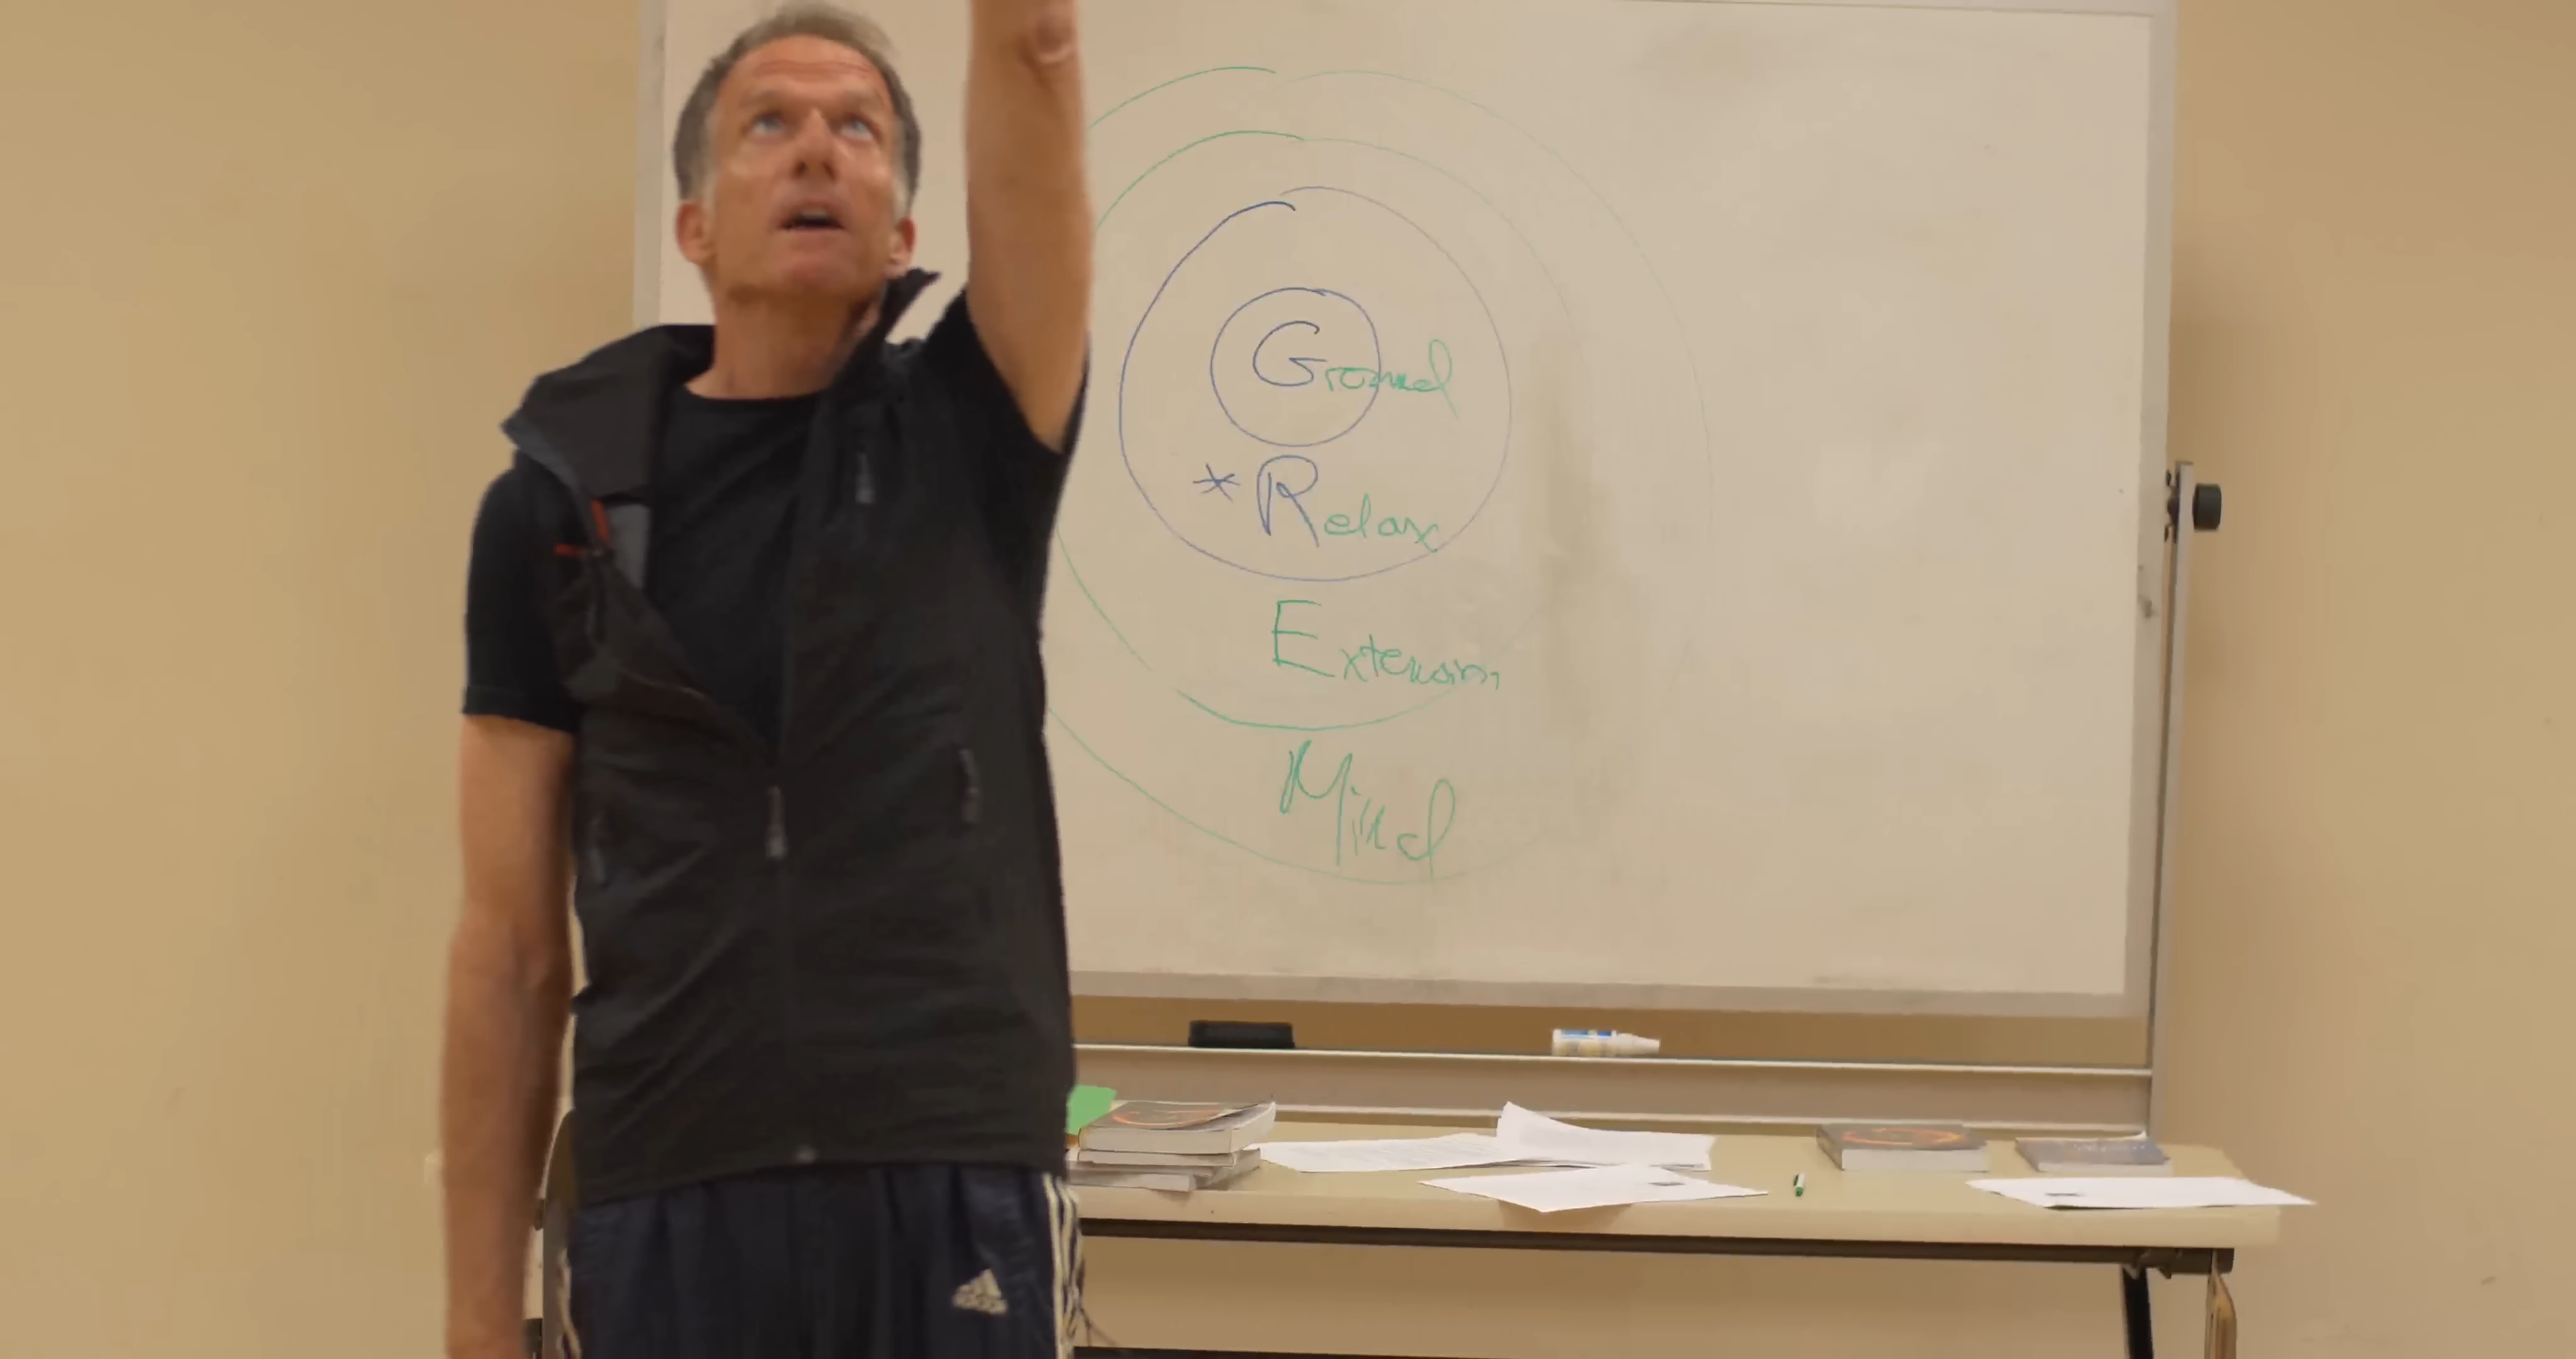 Ground
* Relax
Extension
Mind
adidas